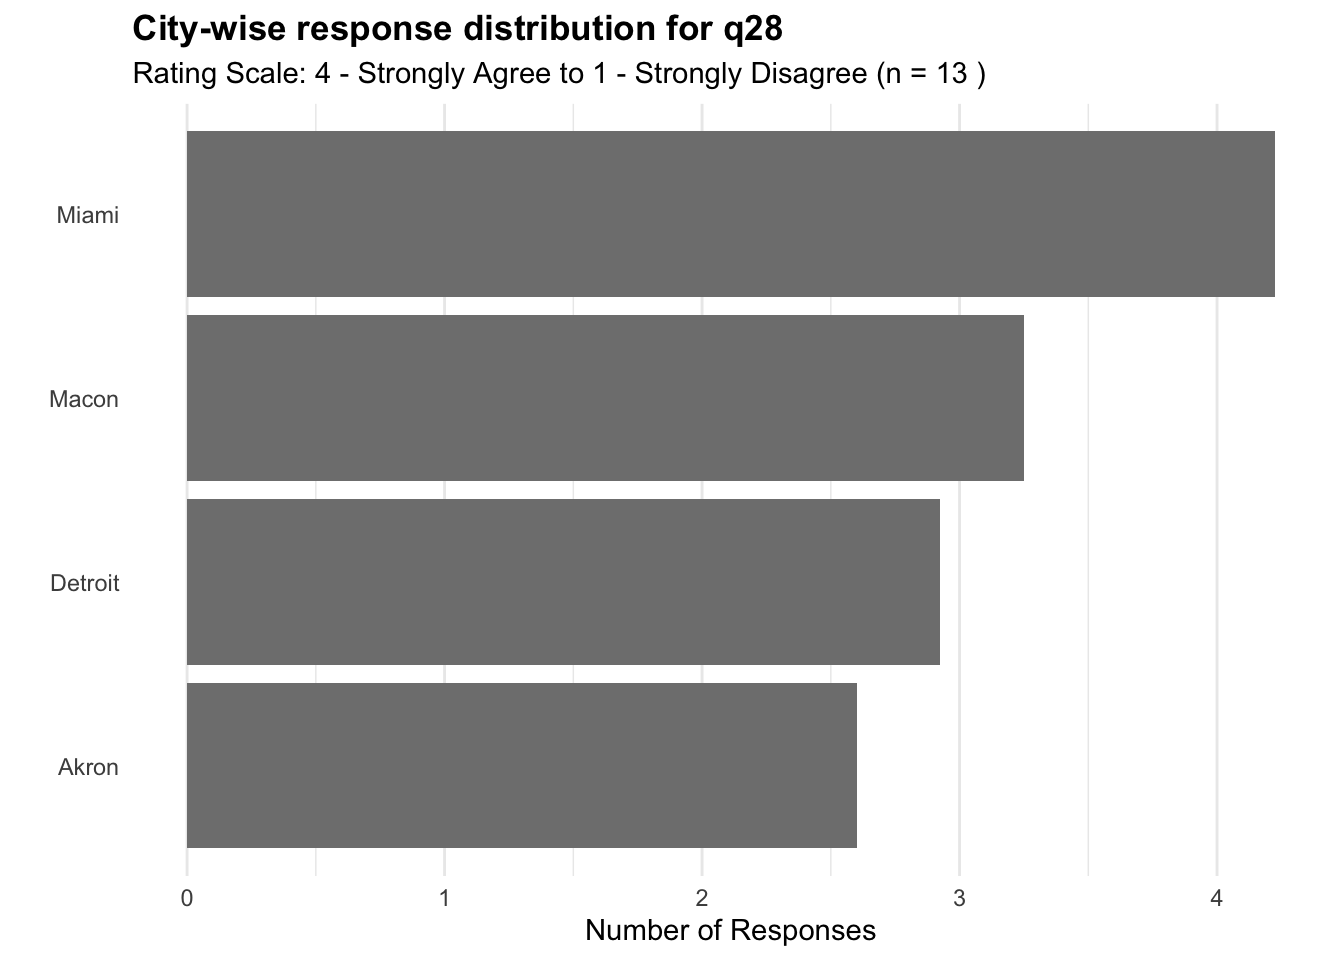 City-wise response distribution for q28
Rating Scale: 4 - Strongly Agree to 1 - Strongly Disagree (n = 13 )
Miami
Macon
Detroit
Akron
0 1 2 3 4
Number of Responses